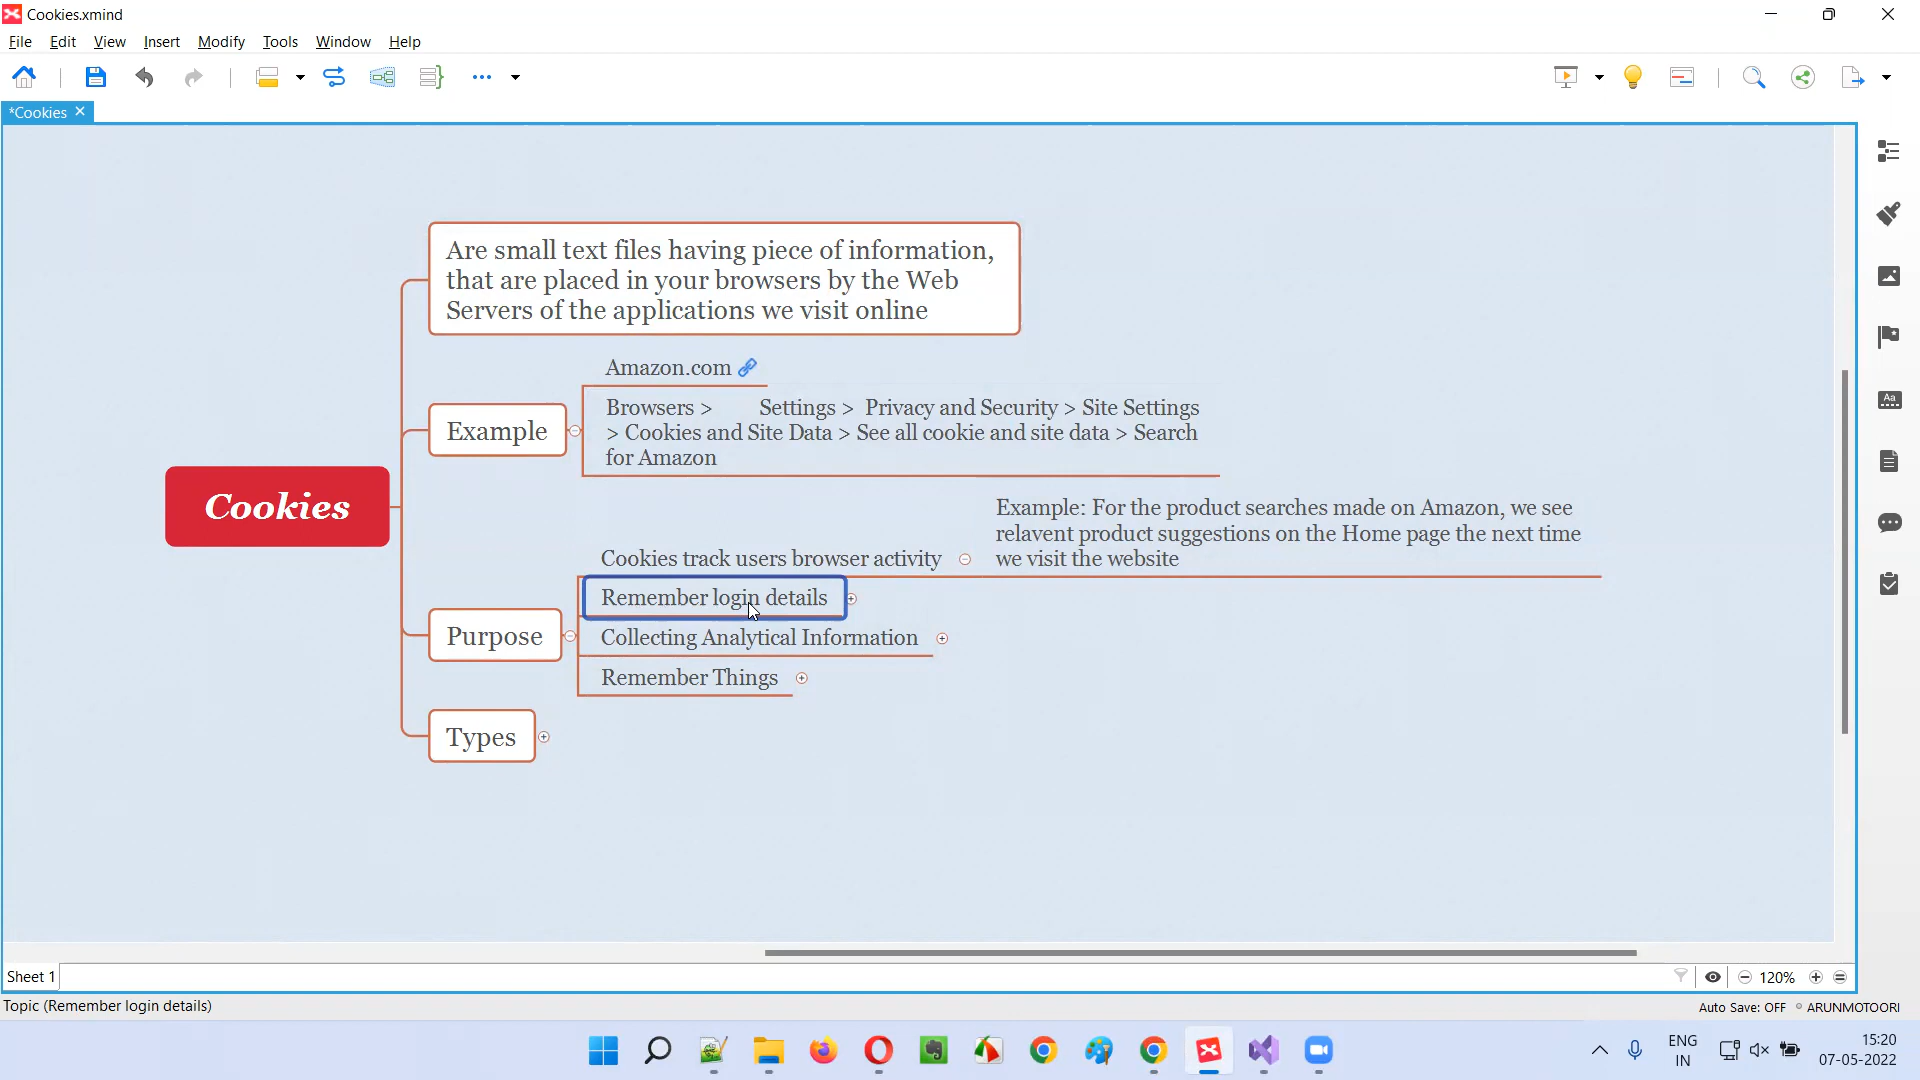 Cookies.xmind
File Edit View Insert Modify Tools Window Help
*Cookies
Are small text files having piece of information,
that are placed in your browsers by the Web
Servers of the applications we visit online
Amazon.com
Browsers > Settings > Privacy and Security > Site Settings
> Cookies and Site Data > See all cookie and site data > Search
for Amazon
Example
Cookies
Example: For the product searches made on Amazon, we see
relavent product suggestions on the Home page the next time
we visit the website
Cookies track users browser activity
Remember login details
Collecting Analytical Information
Remember Things
Purpose
Types
Aa
Sheet 1
120%
Topic (Remember login details)
Auto Save: OFF
ARUNMOTOORI
ENG
IN
15:20
07-05-2022